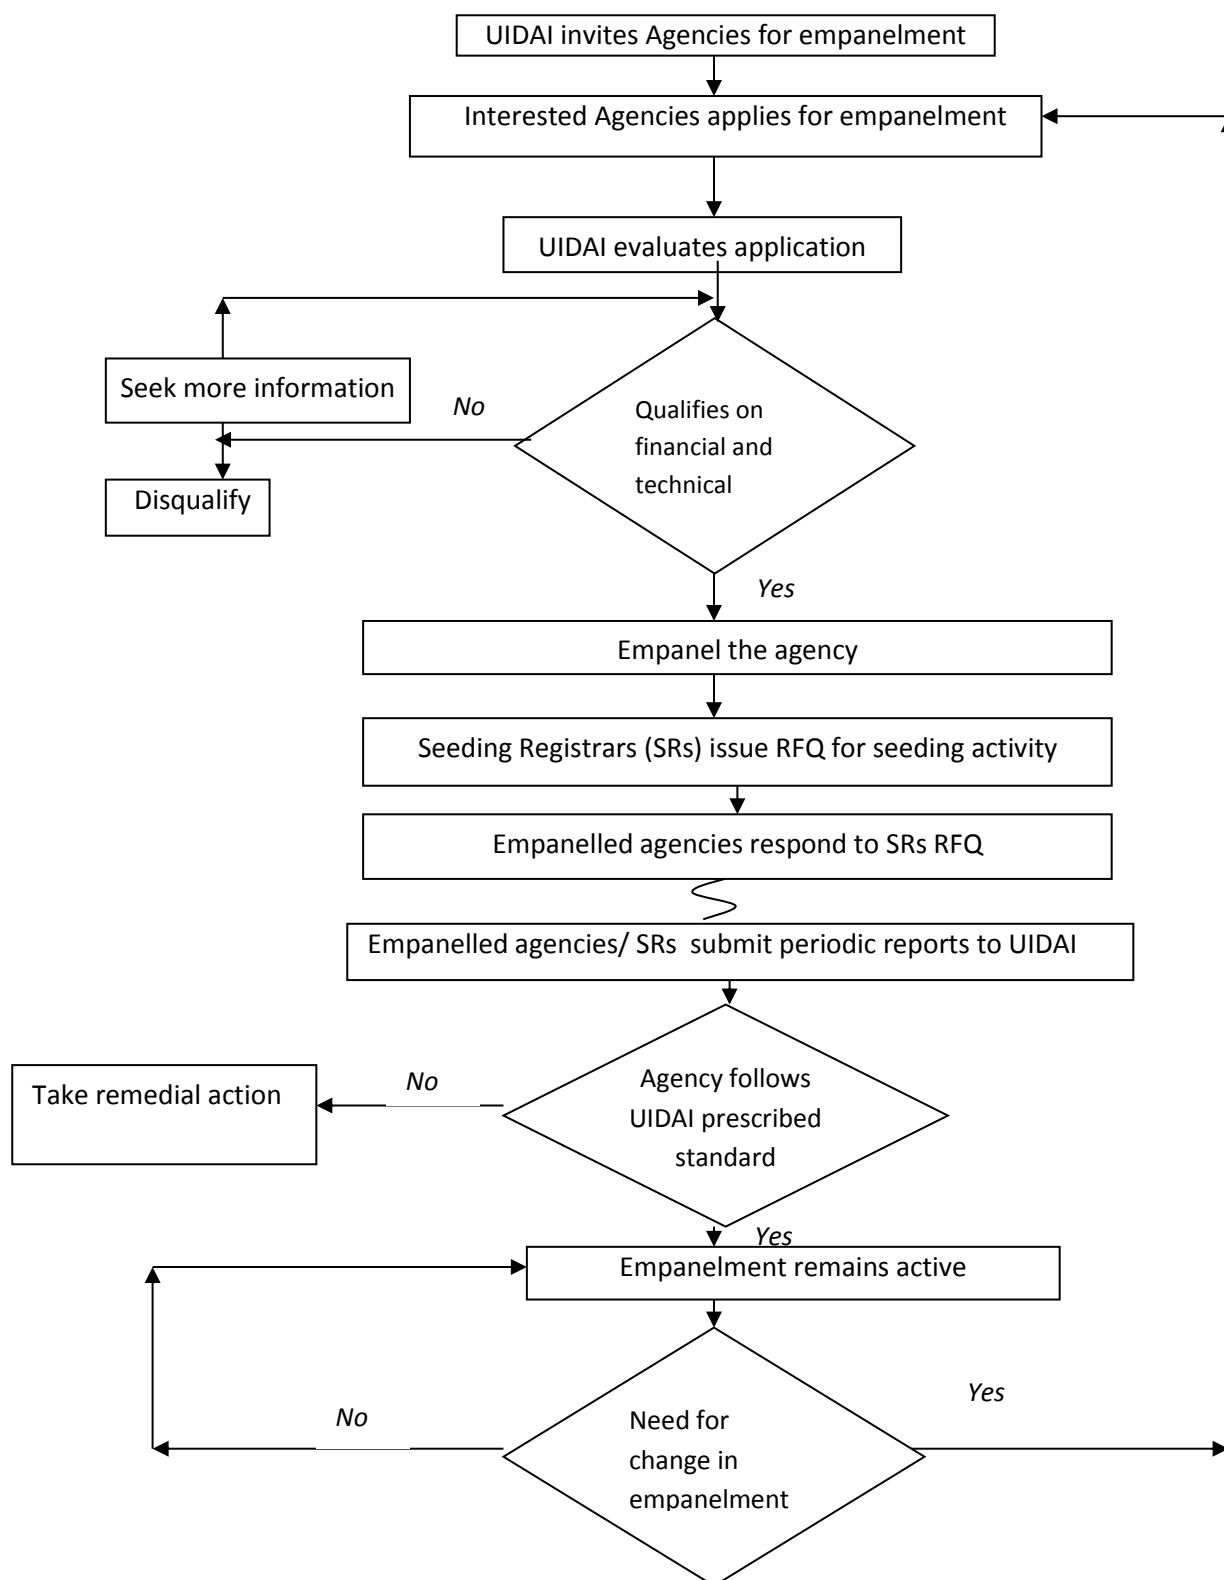 UIDAI invites Agencies for empanelment
Interested Agencies applies for empanelment
UIDAI evaluates application
Seek more information
No
Qualifies on
financial and
technical
Disqualify
Yes
Empanel the agency
Seeding Registrars (SRs) issue RFQ for seeding activity
Empanelled agencies respond to SRs RFQ
Empanelled agencies/ SRs submit periodic reports to UIDAI
Take remedial action
No
Agency follows
UIDAI prescribed
standard
Yes
Empanelment remains active
No
Need for
change in
empanelment
Yes